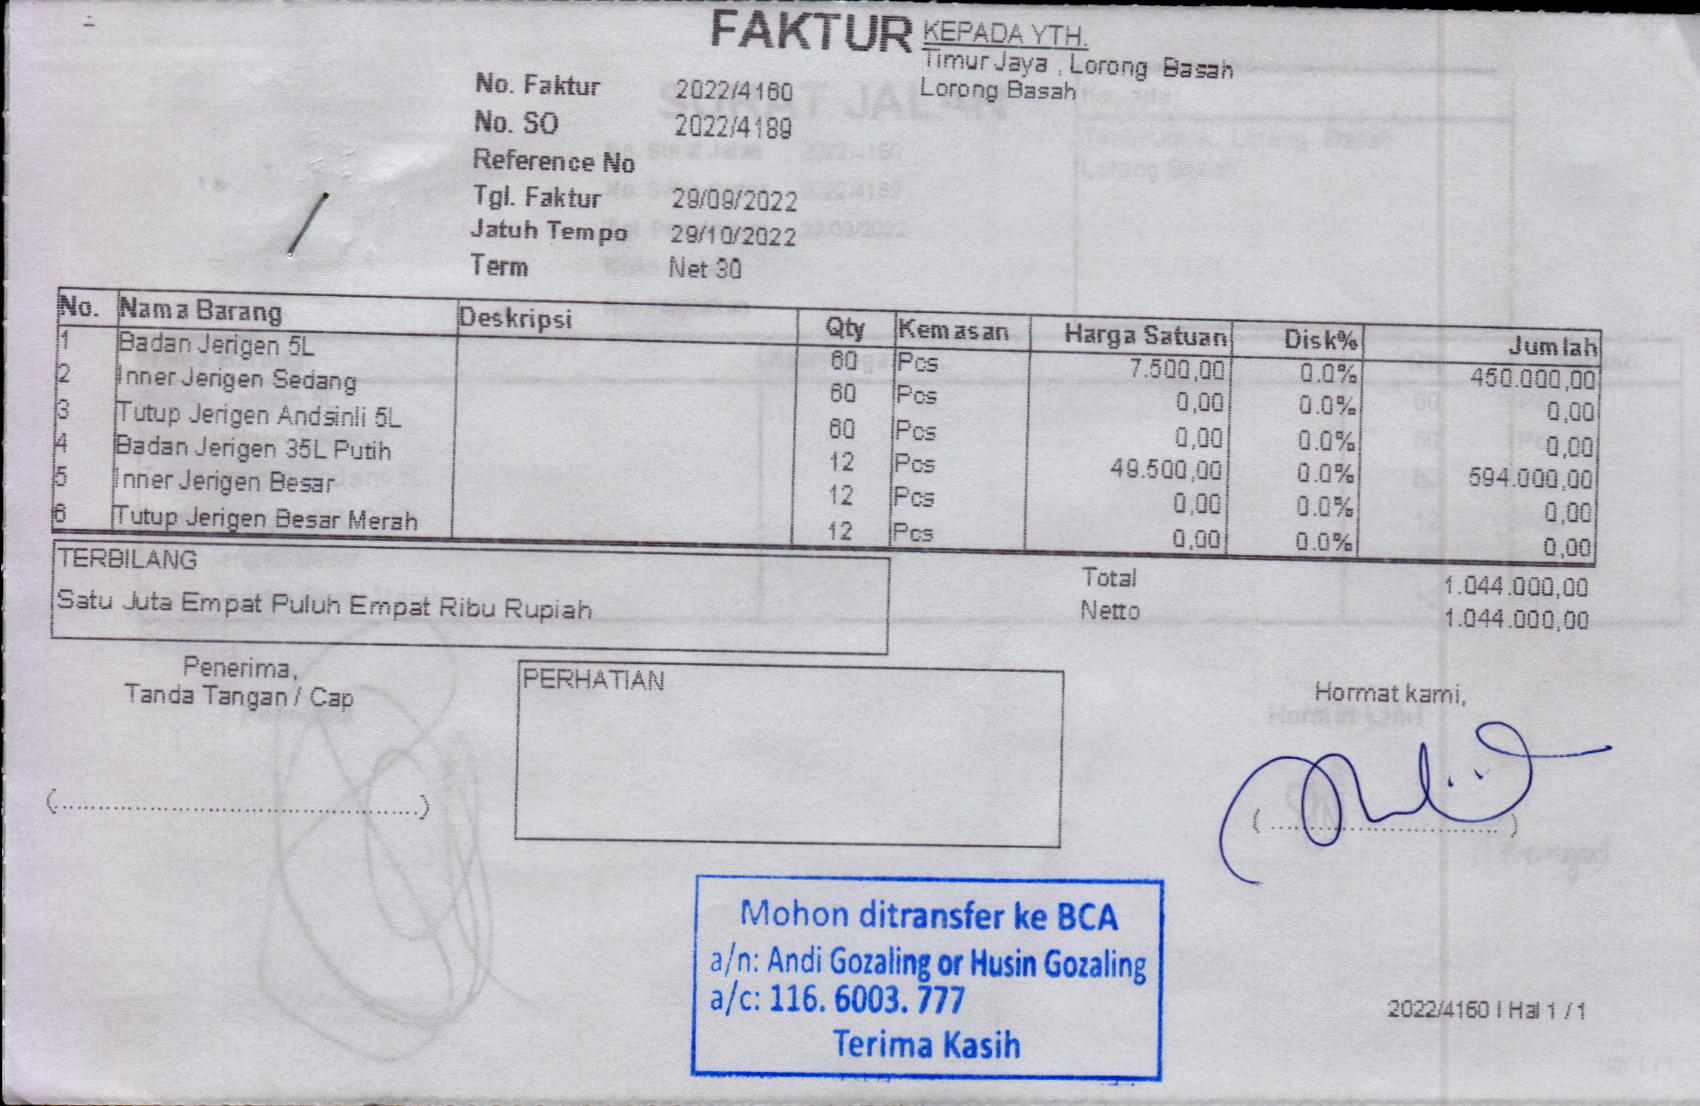 FAKTUR
KEPADA YTH.
Timur Jaya , Lorong Basah
Lorong Basah
No. Faktur 2022/4160
No. SO 2022/4189
Reference No
Tgl. Faktur 29/09/2022
Jatuh Tempo 29/10/2022
Term Net 30
No. Nama Barang Deskripsi Qty Kemasan Harga Satuan Disk% Jumlah
1 Badan Jerigen 5L 60 Pcs 7.500,00 0.0% 450.000,00
2 Inner Jerigen Sedang 60 Pcs 0,00 0.0% 0,00
3 Tutup Jerigen Andsinli 5L 60 Pcs 0,00 0.0% 0,00
4 Badan Jerigen 35L Putih 12 Pcs 49.500,00 0.0% 594.000,00
5 Inner Jerigen Besar 12 Pcs 0,00 0.0% 0,00
6 Tutup Jerigen Besar Merah 12 Pcs 0,00 0.0% 0,00
TERBILANG
Satu Juta Empat Puluh Empat Ribu Rupiah
Total 1.044.000,00
Netto 1.044.000,00
Penerima,
Tanda Tangan / Cap
(..........................................................)
PERHATIAN
Hormat kami,
( .................................... )
Mohon ditransfer ke BCA
a/n: Andi Gozaling or Husin Gozaling
a/c: 116. 6003. 777
Terima Kasih
2022/4160 | Hal 1 / 1